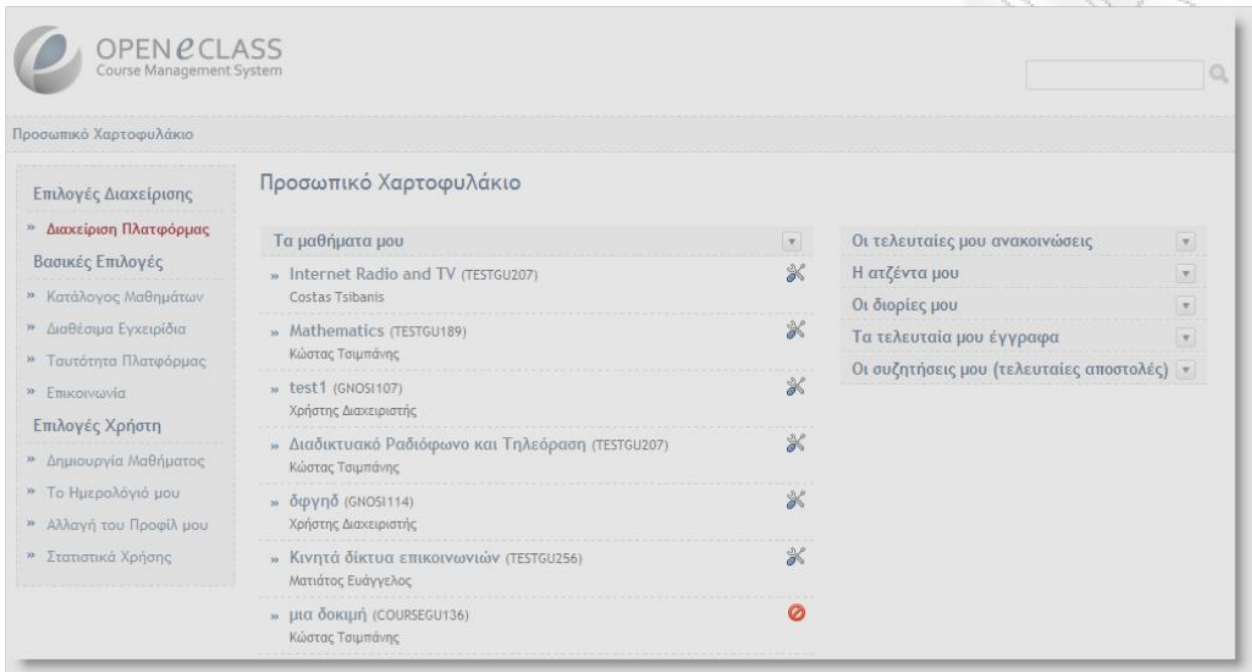 OPEN eCLASS
Course Management System
Προσωπικό Χαρτοφυλάκιο
Επιλογές Διαχείρισης
» Διαχείριση Πλατφόρμας
Βασικές Επιλογές
» Κατάλογος Μαθημάτων
» Διαθέσιμα Εγχειρίδια
» Ταυτότητα Πλατφόρμας
» Επικοινωνία
Επιλογές Χρήστη
» Δημιουργία Μαθήματος
» Το Ημερολόγιό μου
» Αλλαγή του Προφίλ μου
» Στατιστικά Χρήσης
Προσωπικό Χαρτοφυλάκιο
Τα μαθήματα μου
» Internet Radio and TV (TESTGU207)
Costas Tsibanis
» Mathematics (TESTGU189)
Κώστας Τσιμπάνης
» test1 (GNOSI107)
Χρήστης Διαχειριστής
» Διαδικτυακό Ραδιόφωνο και Τηλεόραση (TESTGU207)
Κώστας Τσιμπάνης
» δφγηδ (GNOSI114)
Χρήστης Διαχειριστής
» Κινητά δίκτυα επικοινωνιών (TESTGU256)
Ματιάτος Ευάγγελος
» μια δοκιμή (COURSEGU136)
Κώστας Τσιμπάνης
Οι τελευταίες μου ανακοινώσεις
Η ατζέντα μου
Οι διορίες μου
Τα τελευταία μου έγγραφα
Οι συζητήσεις μου (τελευταίες αποστολές)